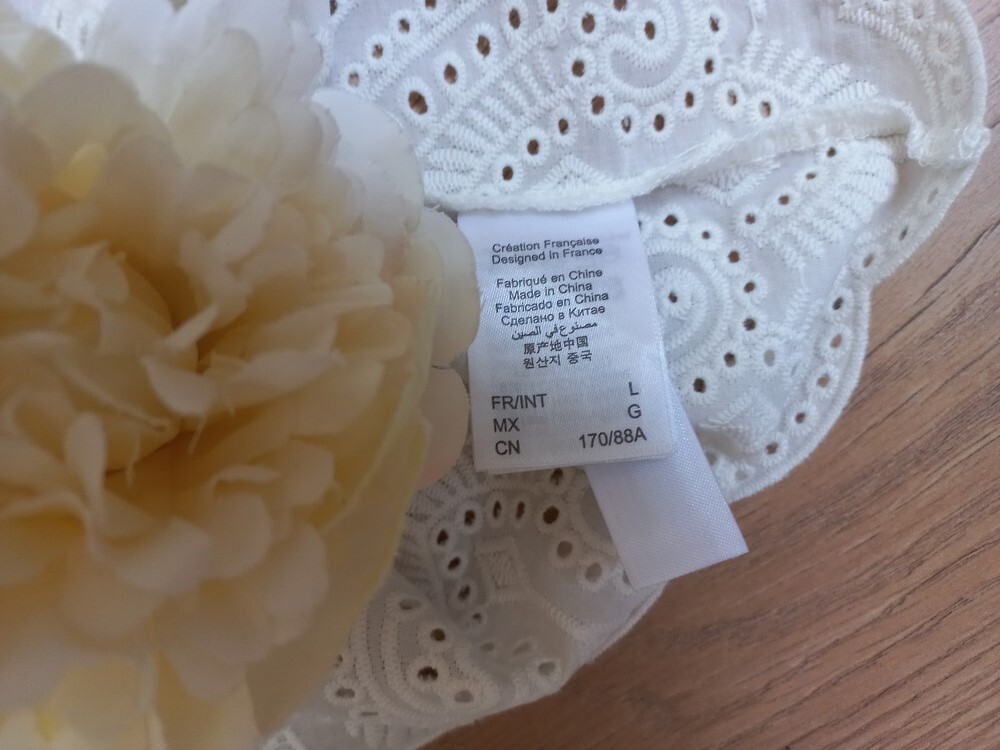 Création Française
Designed in France
Fabriqué en Chine
Made in China
Fabricado en China
Сделано в Китае
مصنوع في الصين
原产地中国
원산지 중국
FR/INT L
MX G
CN 170/88A